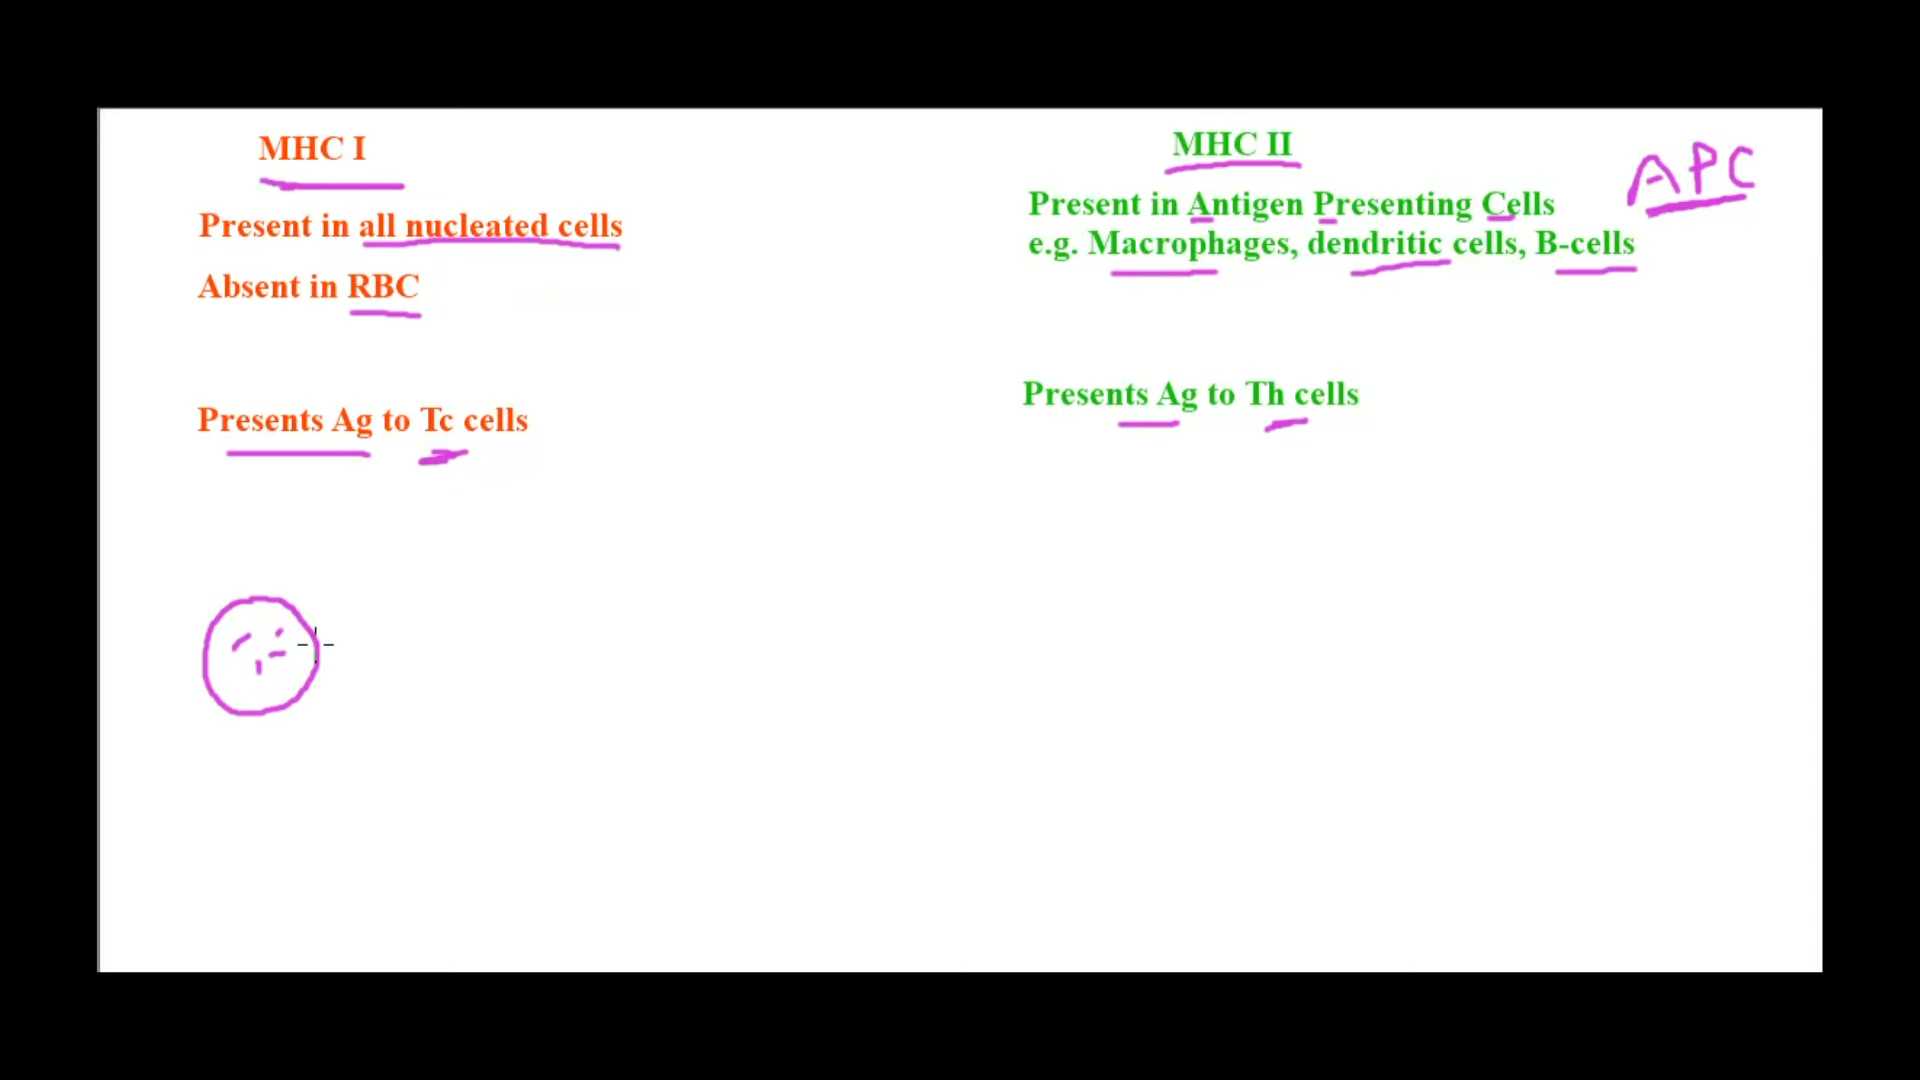 MHC I
Present in all nucleated cells
Absent in RBC
Presents Ag to Tc cells
MHC II
APC
Present in Antigen Presenting Cells
e.g. Macrophages, dendritic cells, B-cells
Presents Ag to Th cells